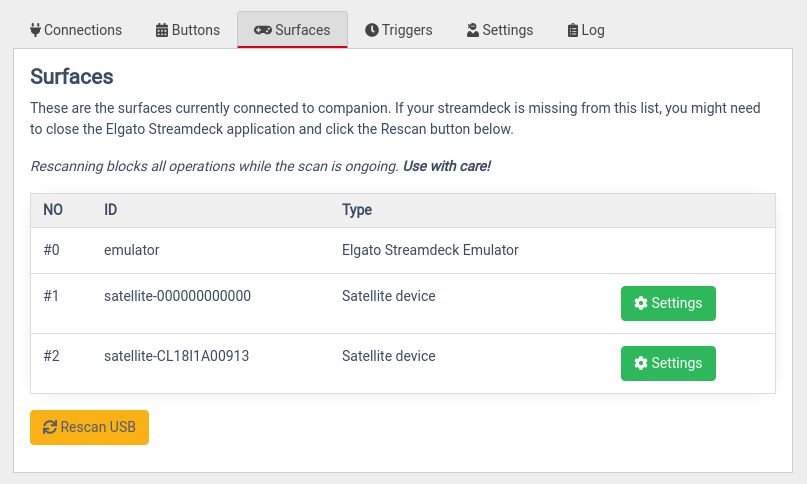 Connections Buttons Surfaces Triggers Settings Log
Surfaces
These are the surfaces currently connected to companion. If your streamdeck is missing from this list, you might need
to close the Elgato Streamdeck application and click the Rescan button below.
Rescanning blocks all operations while the scan is ongoing. Use with care!
NO ID Type
#0 emulator Elgato Streamdeck Emulator
#1 satellite-000000000000 Satellite device Settings
#2 satellite-CL18I1A00913 Satellite device Settings
Rescan USB